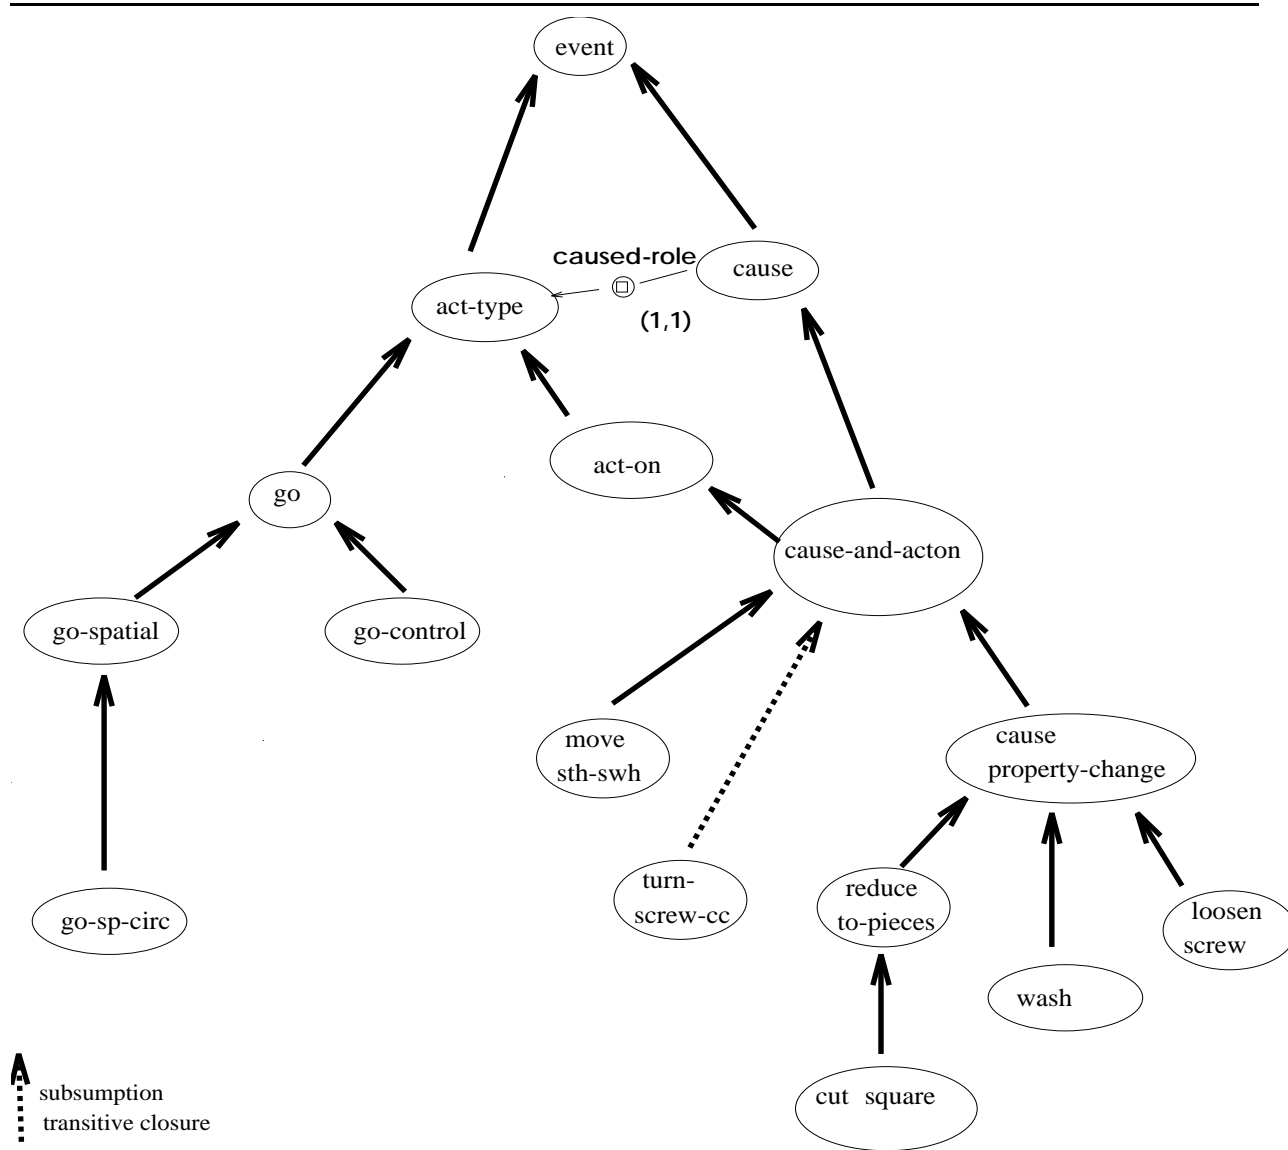 event
caused-role
cause
act-type
(1,1)
act-on
go
cause-and-acton
go-spatial
go-control
move
sth-swh
cause
property-change
turn-
screw-cc
reduce
to-pieces
loosen
screw
go-sp-circ
wash
cut square
subsumption
transitive closure